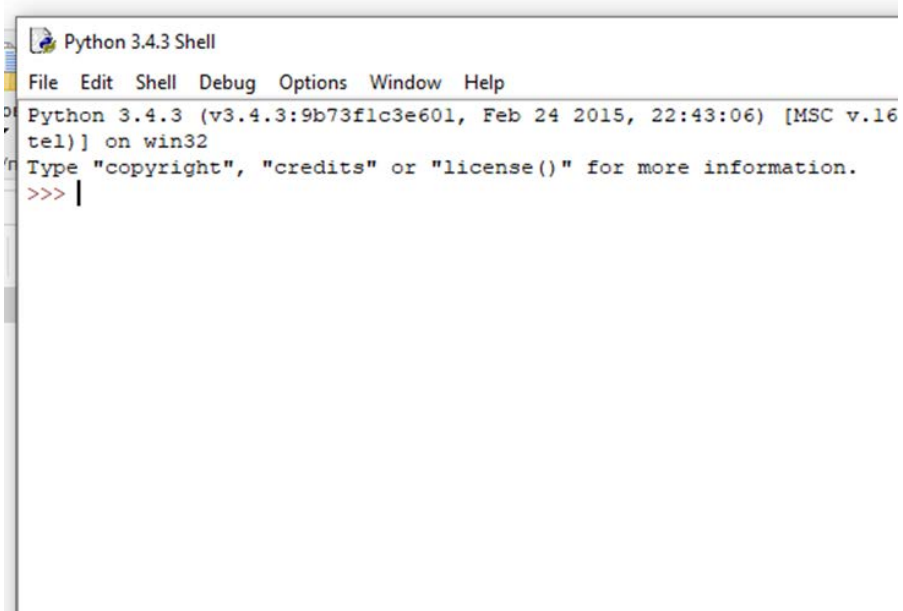 Python 3.4.3 Shell
File Edit Shell Debug Options Window Help
Python 3.4.3 (v3.4.3:9b73f1c3e601, Feb 24 2015, 22:43:06) [MSC v.16
tel)] on win32
Type "copyright", "credits" or "license()" for more information.
>>>